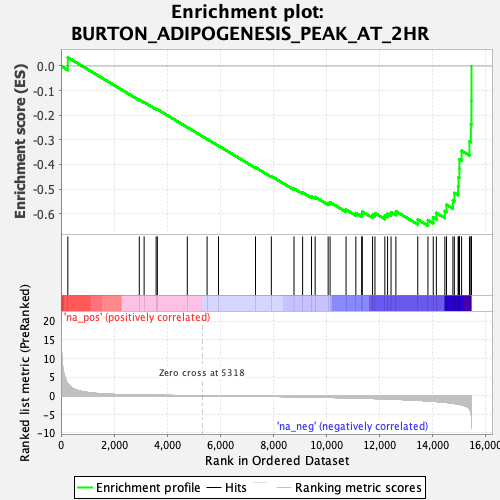 Enrichment plot:
BURTON_ADIPOGENESIS_PEAK_AT_2HR
Enrichment score (ES)
0.0
-0.1
-0.2
-0.3
-0.4
-0.5
-0.6
'na_pos' (positively correlated)
Ranked list metric (PreRanked)
20
15
10
5
0
-5
-10
Zero cross at 5318
'na_neg' (negatively correlated)
0 2,000 4,000 6,000 8,000 10,000 12,000 14,000 16,000
Rank in Ordered Dataset
Enrichment profile Hits Ranking metric scores